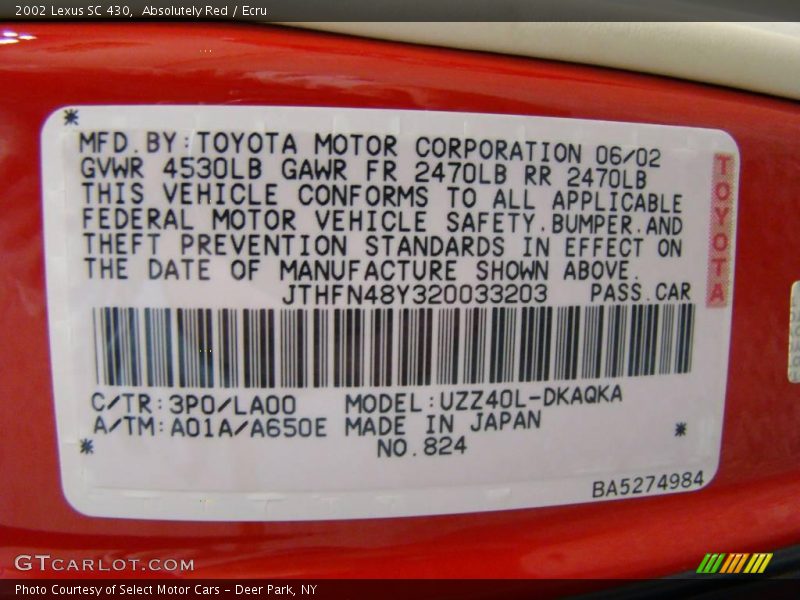 2002 Lexus SC 430, Absolutely Red / Ecru
MFD.BY:TOYOTA MOTOR CORPORATION 06/02
GVWR 4530LB GAWR FR 2470LB RR 2470LB
THIS VEHICLE CONFORMS TO ALL APPLICABLE
FEDERAL MOTOR VEHICLE SAFETY.BUMPER.AND
THEFT PREVENTION STANDARDS IN EFFECT ON
THE DATE OF MANUFACTURE SHOWN ABOVE.
JTHFN48Y320033203 PASS.CAR
TOYOTA
C/TR:3P0/LA00 MODEL:UZZ40L-DKAQKA
A/TM:A01A/A650E MADE IN JAPAN
NO.824
BA5274984
GTCARLOT.COM
Photo Courtesy of Select Motor Cars - Deer Park, NY